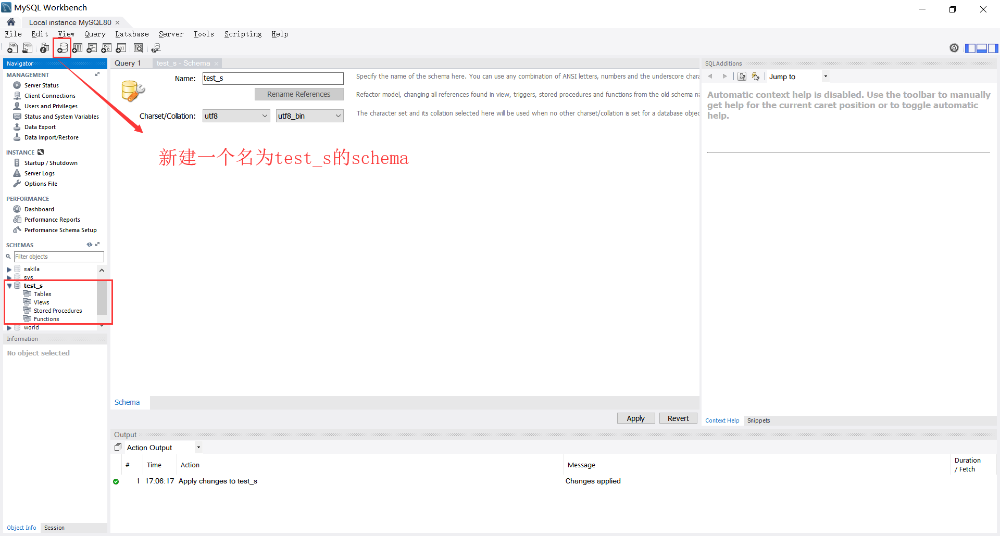 MySQL Workbench
Local instance MySQL80
File Edit View Query Database Server Tools Scripting Help
Navigator
MANAGEMENT
Server Status
Client Connections
Users and Privileges
Status and System Variables
Data Export
Data Import/Restore
INSTANCE
Startup / Shutdown
Server Logs
Options File
PERFORMANCE
Dashboard
Performance Reports
Performance Schema Setup
SCHEMAS
Filter objects
sakila
sys
test_s
Tables
Views
Stored Procedures
Functions
world
Information
No object selected
Object Info Session
Query 1 test_s - Schema
Name: test_s
Specify the name of the schema here. You can use any combination of ANSI letters, numbers and the underscore chara
Rename References
Refactor model, changing all references found in view, triggers, stored procedures and functions from the old schema na
Charset/Collation: utf8 utf8_bin
The character set and its collation selected here will be used when no other charset/collation is set for a database objec
新建一个名为test_s的schema
Schema
Apply Revert
SQLAdditions
Jump to
Automatic context help is disabled. Use the toolbar to manually
get help for the current caret position or to toggle automatic
help.
Context Help Snippets
Output
Action Output
# Time Action Message Duration / Fetch
1 17:06:17 Apply changes to test_s Changes applied